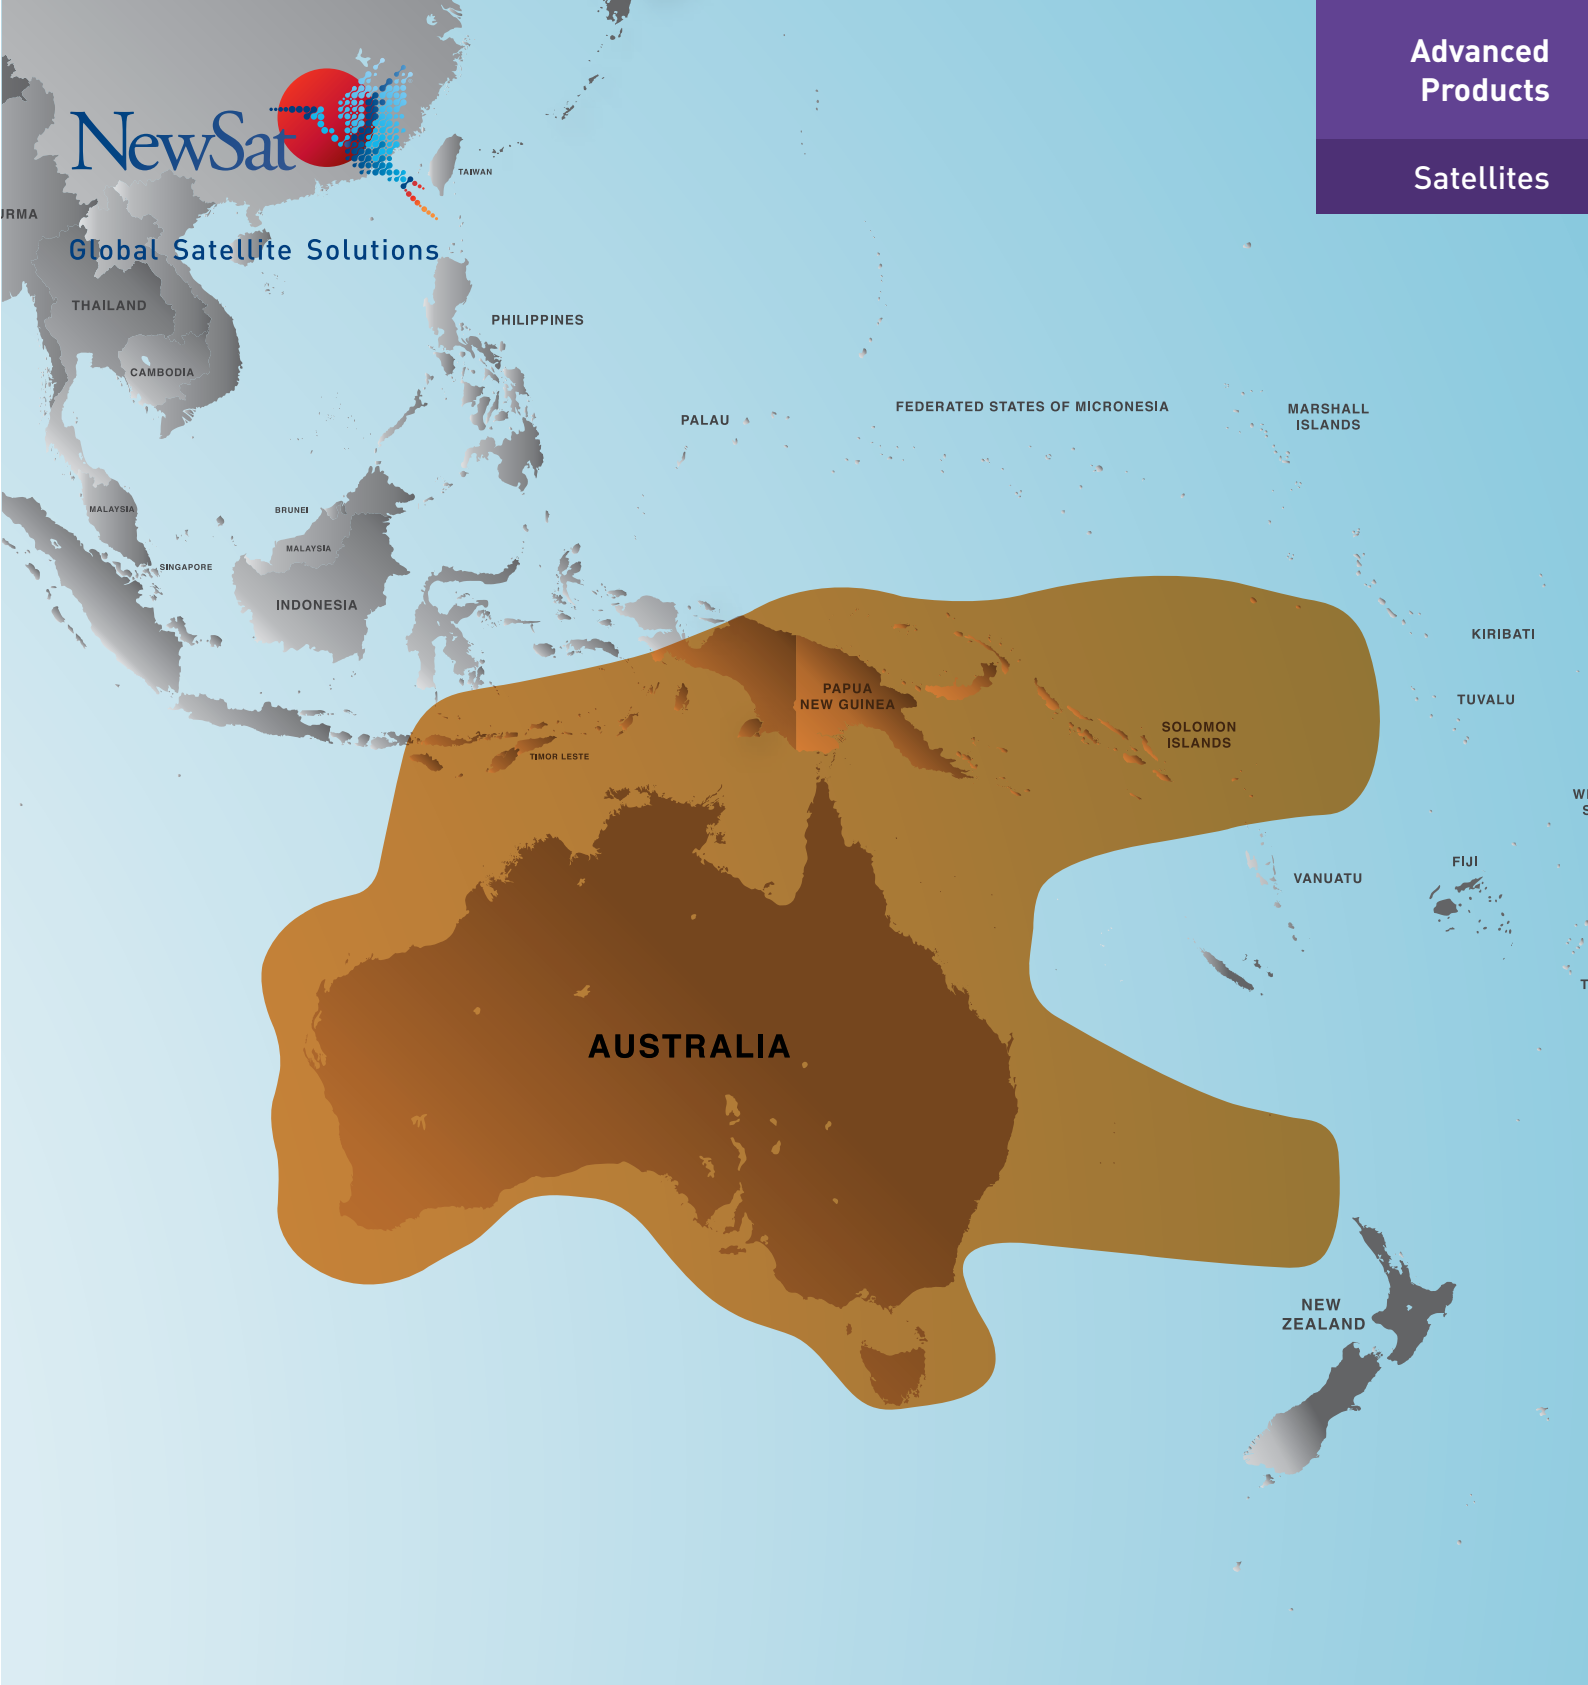 Advanced
Products
Satellites
NewSat
Global Satellite Solutions
TAIWAN
URMA
THAILAND
PHILIPPINES
CAMBODIA
PALAU
FEDERATED STATES OF MICRONESIA
MARSHALL
ISLANDS
MALAYSIA
BRUNEI
MALAYSIA
SINGAPORE
INDONESIA
KIRIBATI
PAPUA
NEW GUINEA
TUVALU
SOLOMON
ISLANDS
TIMOR LESTE
W
S
FIJI
VANUATU
T
AUSTRALIA
NEW
ZEALAND